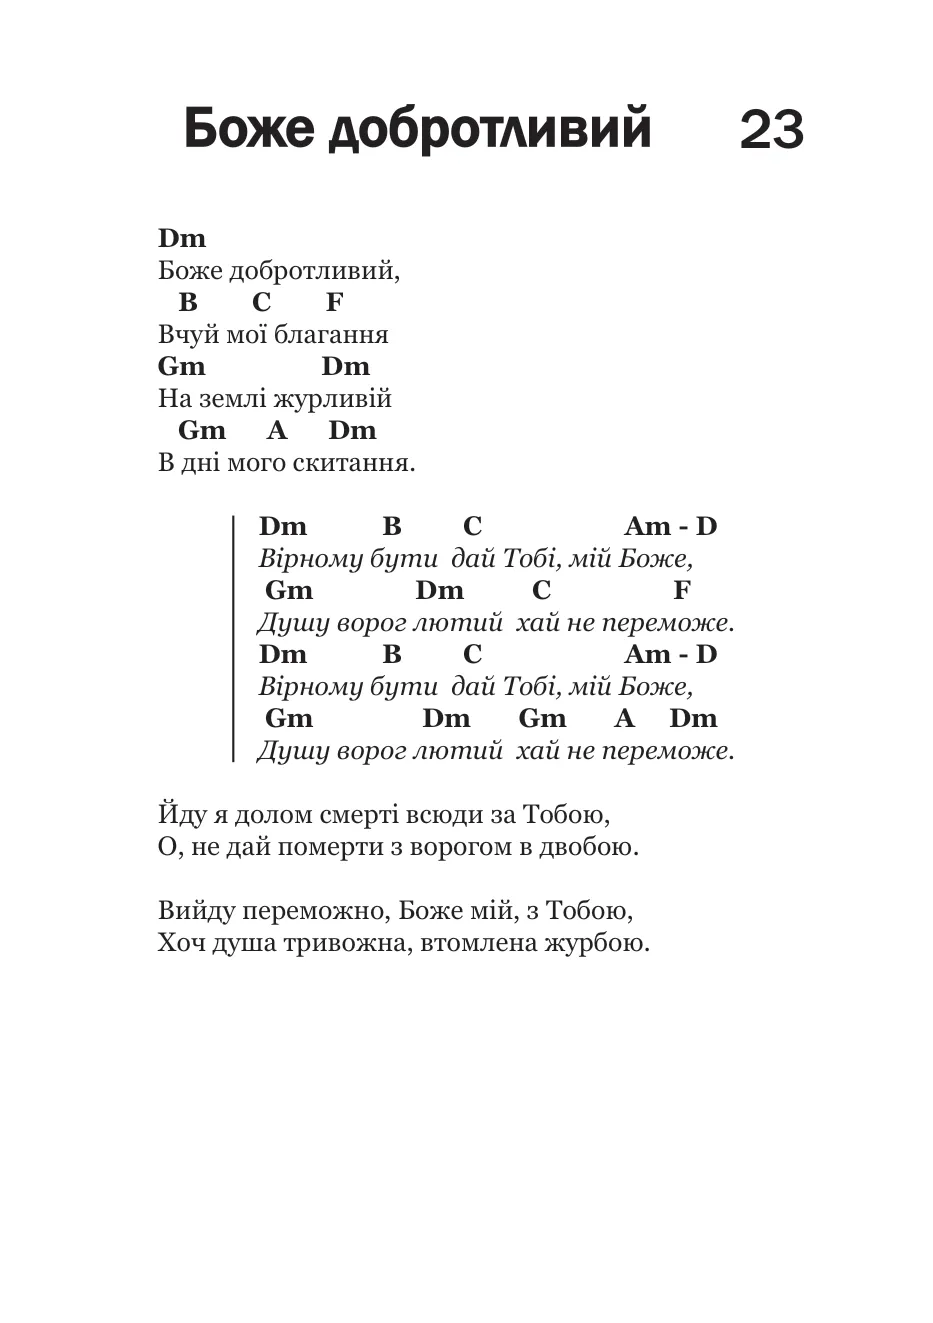 Боже добротливий 23
Dm
Боже добротливий,
B C F
Вчуй мої благання
Gm Dm
На землі журливій
Gm A Dm
В дні мого скитання.
Dm B C Am - D
Вірному бути дай Тобі, мій Боже,
Gm Dm C F
Душу ворог лютий хай не переможе.
Dm B C Am - D
Вірному бути дай Тобі, мій Боже,
Gm Dm Gm A Dm
Душу ворог лютий хай не переможе.
Йду я долом смерті всюди за Тобою,
О, не дай померти з ворогом в двобою.
Вийду переможно, Боже мій, з Тобою,
Хоч душа тривожна, втомлена журбою.